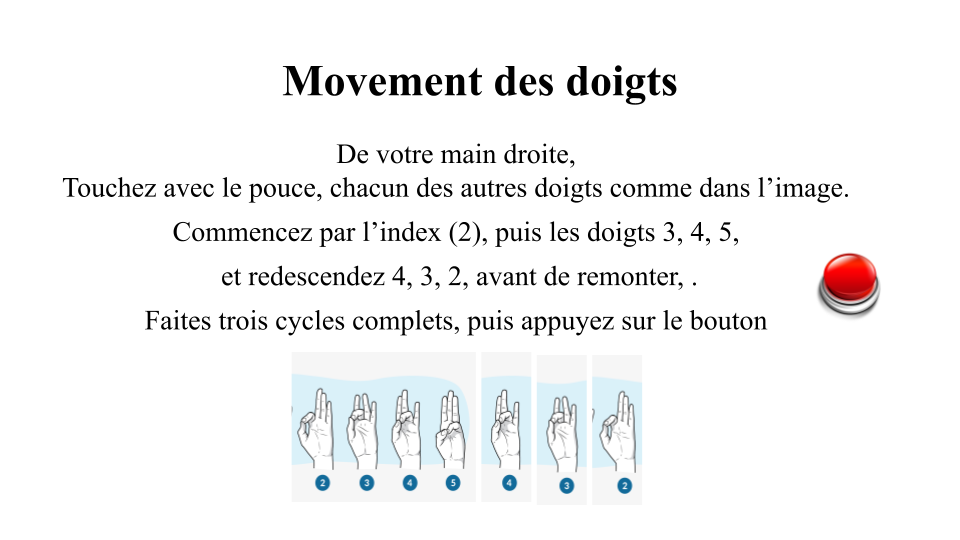 Movement des doigts
De votre main droite,
Touchez avec le pouce, chacun des autres doigts comme dans l’image.
Commencez par l’index (2), puis les doigts 3, 4, 5,
et redescendez 4, 3, 2, avant de remonter, .
Faites trois cycles complets, puis appuyez sur le bouton
2 3 4 5 4 3 2